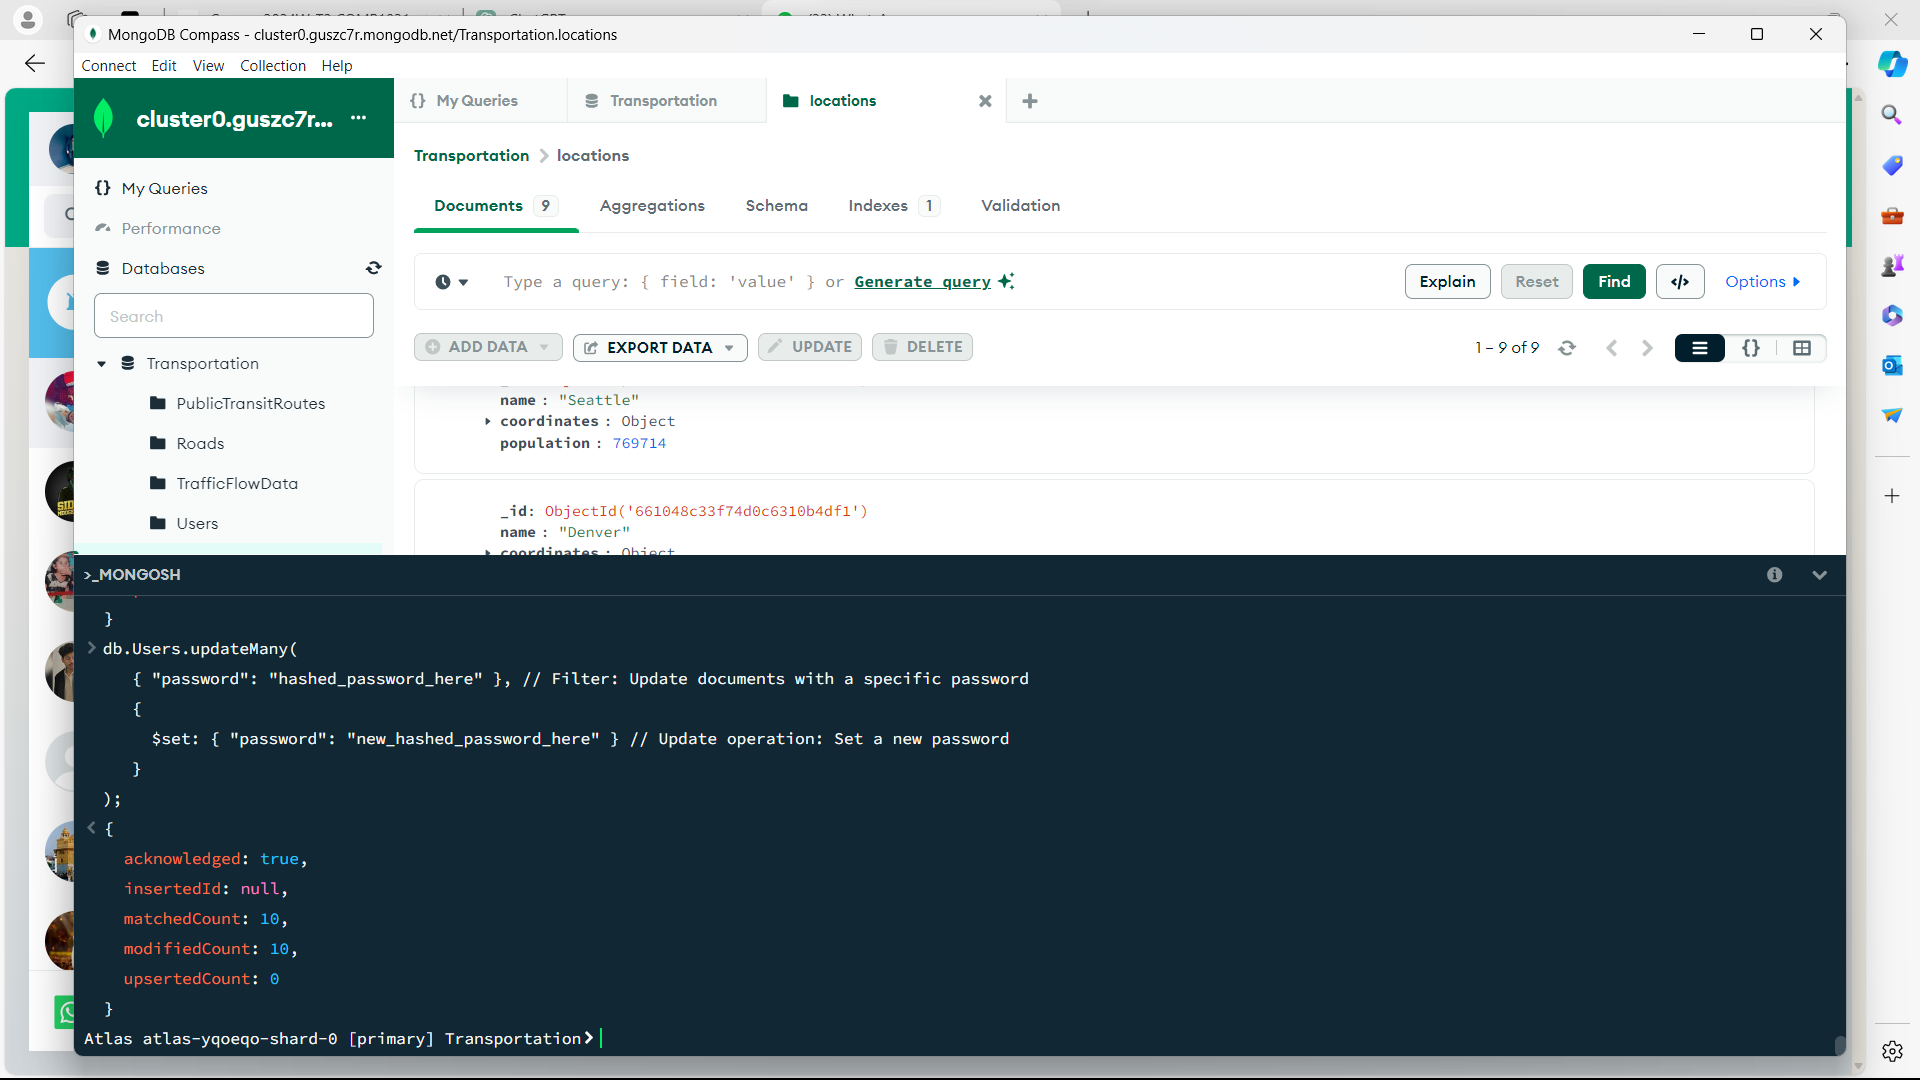 MongoDB Compass - cluster0.guszc7r.mongodb.net/Transportation.locations
Connect Edit View Collection Help
cluster0.guszc7r...
My Queries
Transportation
locations
Transportation > locations
My Queries
Performance
Databases
Search
Transportation
PublicTransitRoutes
Roads
TrafficFlowData
Users
Documents 9 Aggregations Schema Indexes 1 Validation
Type a query: { field: 'value' } or Generate query
Explain Reset Find </> Options
ADD DATA EXPORT DATA UPDATE DELETE
1 – 9 of 9
{}
name : "Seattle"
coordinates : Object
population : 769714
_id: ObjectId('661048c33f74d0c6310b4df1')
name : "Denver"
coordinates : Object
>_MONGOSH
}
> db.Users.updateMany(
{ "password": "hashed_password_here" }, // Filter: Update documents with a specific password
{
$set: { "password": "new_hashed_password_here" } // Update operation: Set a new password
}
);
< {
acknowledged: true,
insertedId: null,
matchedCount: 10,
modifiedCount: 10,
upsertedCount: 0
}
Atlas atlas-yqoeqo-shard-0 [primary] Transportation>